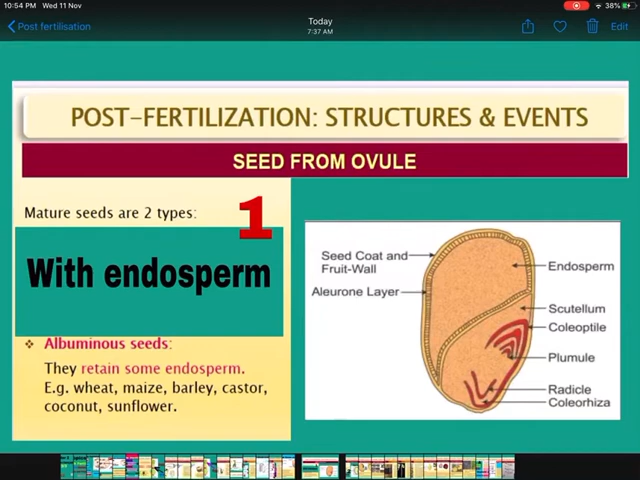 10:54 PM Wed 11 Nov
38%
Post fertilisation
Today
7:37 AM
Edit
POST-FERTILIZATION: STRUCTURES & EVENTS
SEED FROM OVULE
Mature seeds are 2 types:
1
With endosperm
Albuminous seeds:
They retain some endosperm.
E.g. wheat, maize, barley, castor,
coconut, sunflower.
Seed Coat and
Fruit-Wall
Aleurone Layer
Endosperm
Scutellum
Coleoptile
Plumule
Radicle
Coleorhiza